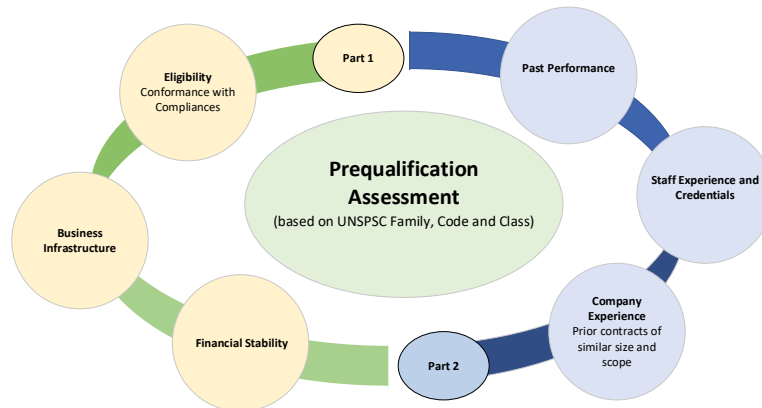 Part 1
Past Performance
Eligibility
Conformance with
Compliances
Prequalification
Assessment
(based on UNSPSC Family, Code and Class)
Staff Experience and
Credentials
Business
Infrastructure
Company
Experience
Prior contracts of
similar size and
scope
Financial Stability
Part 2